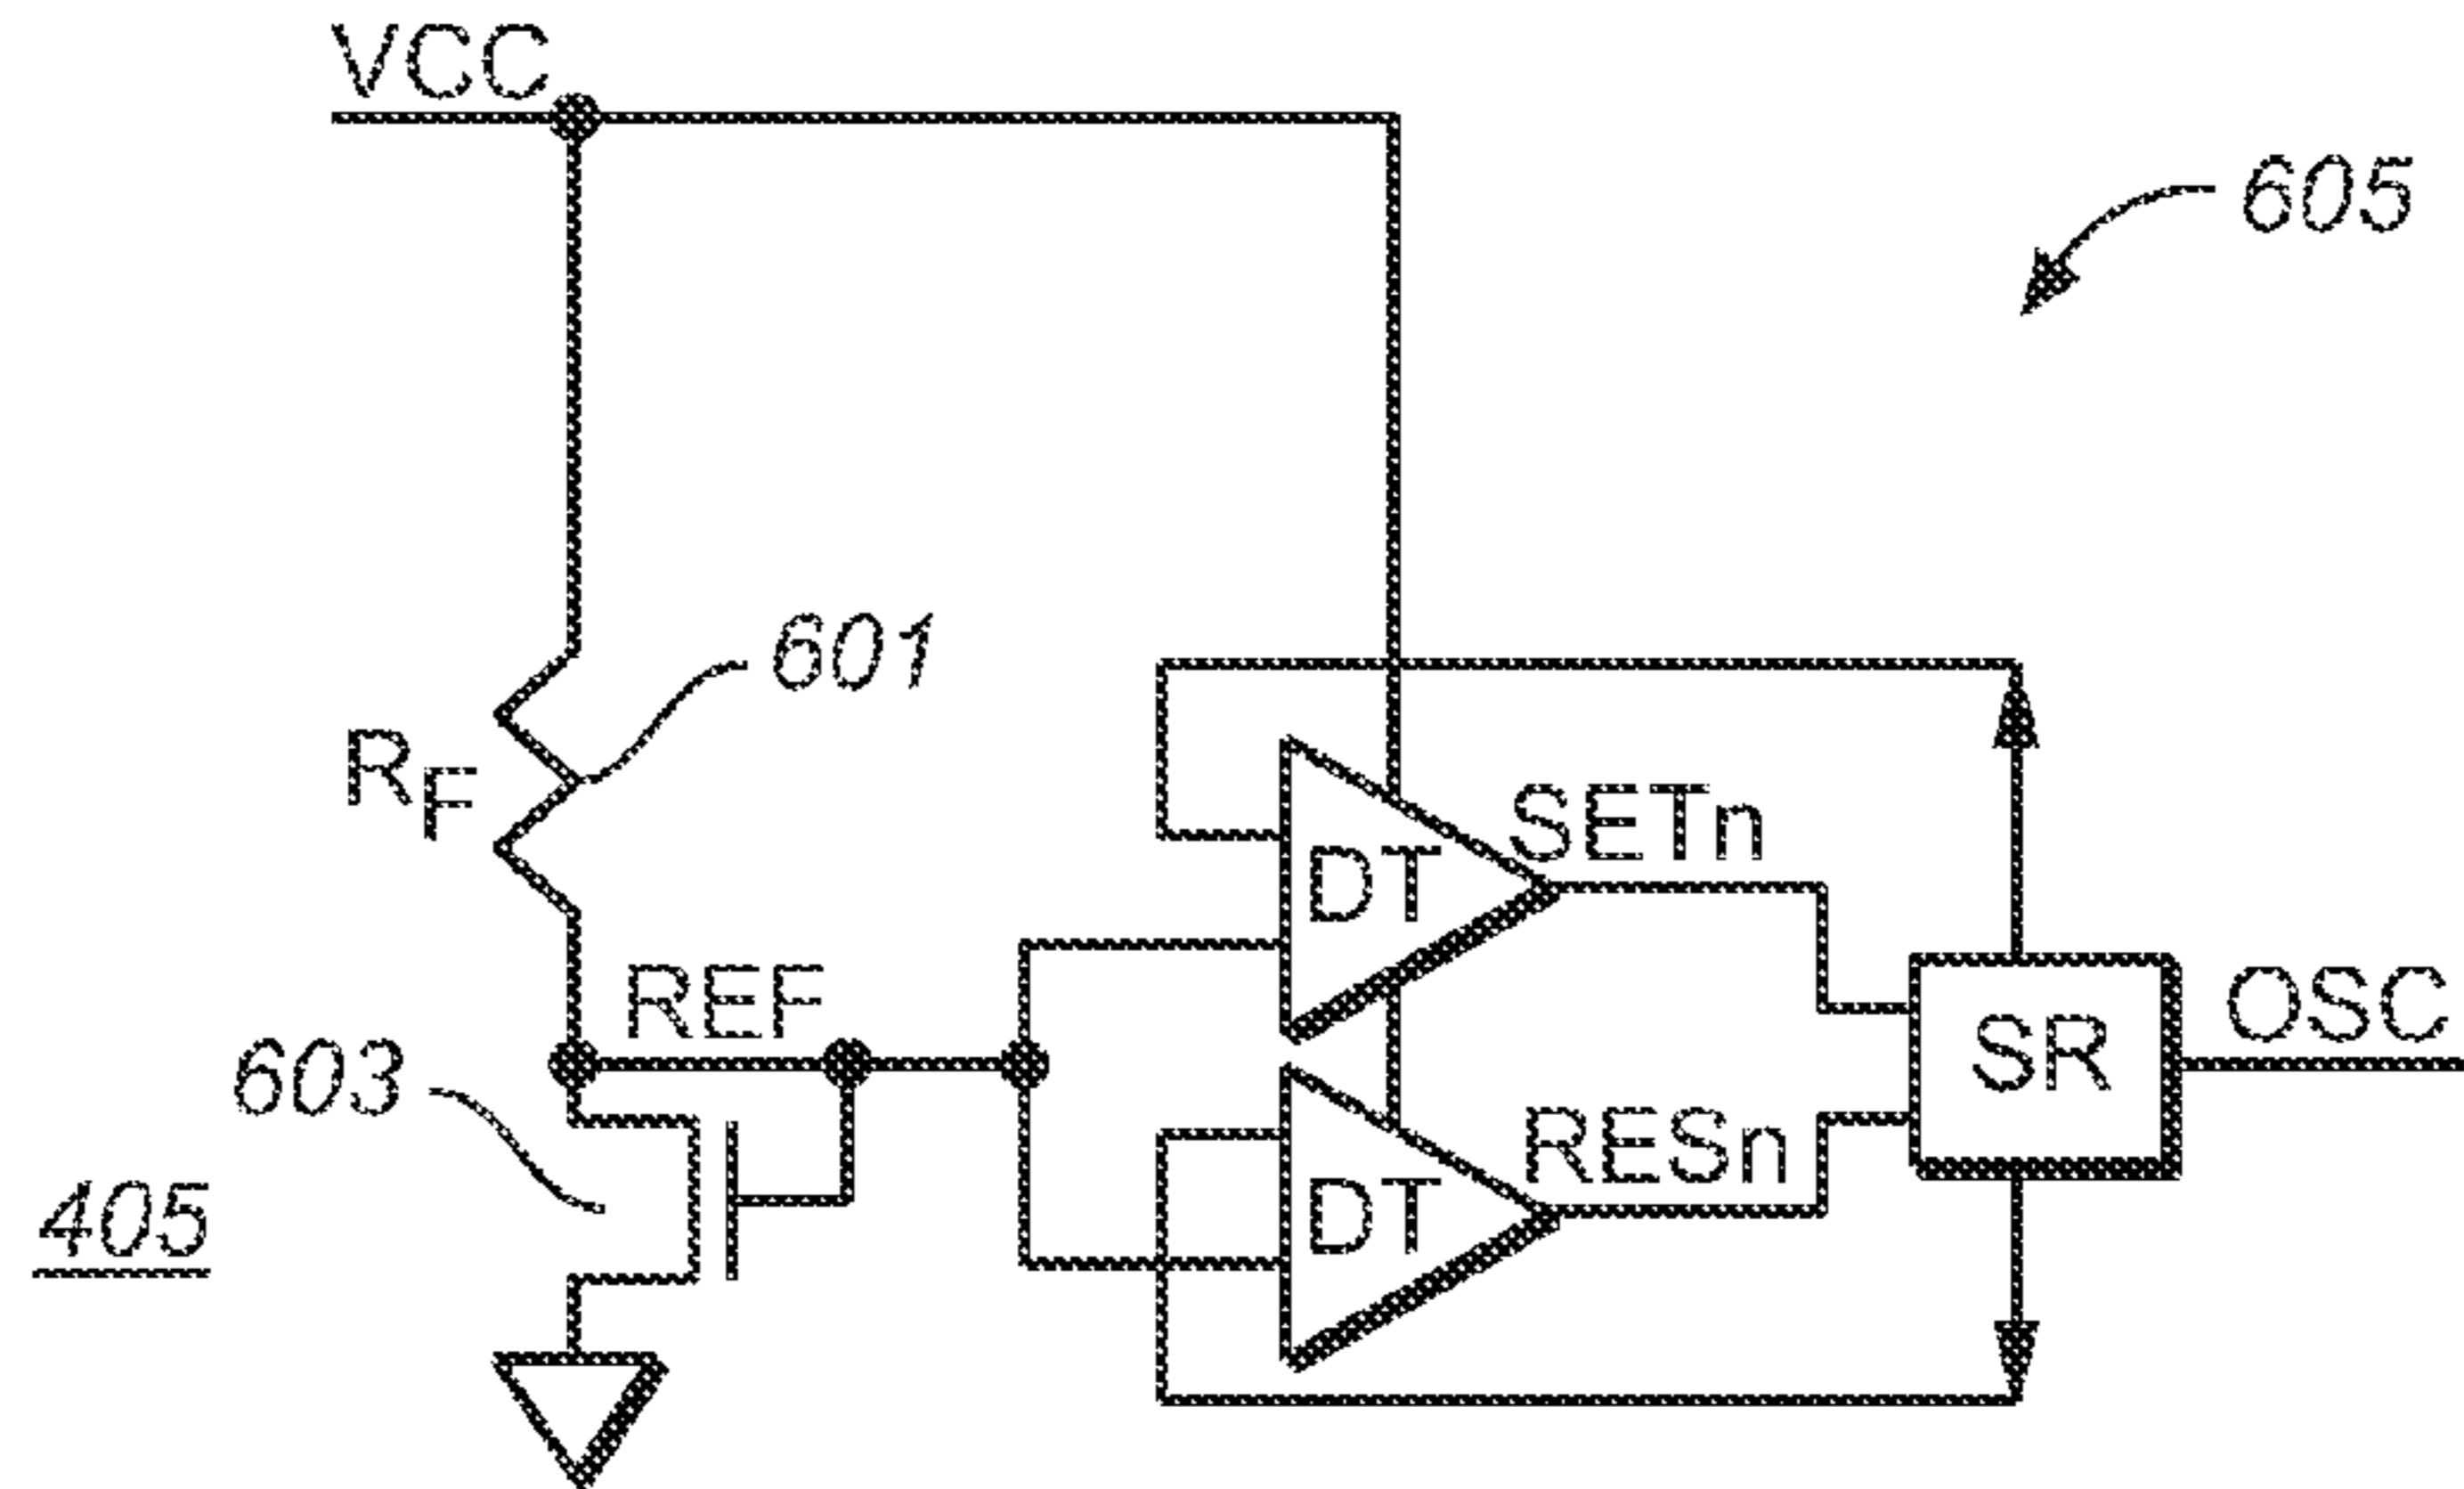 VCC
605
601
RF
SETn
DT
REF
603
OSC
SR
RESn
DT
405